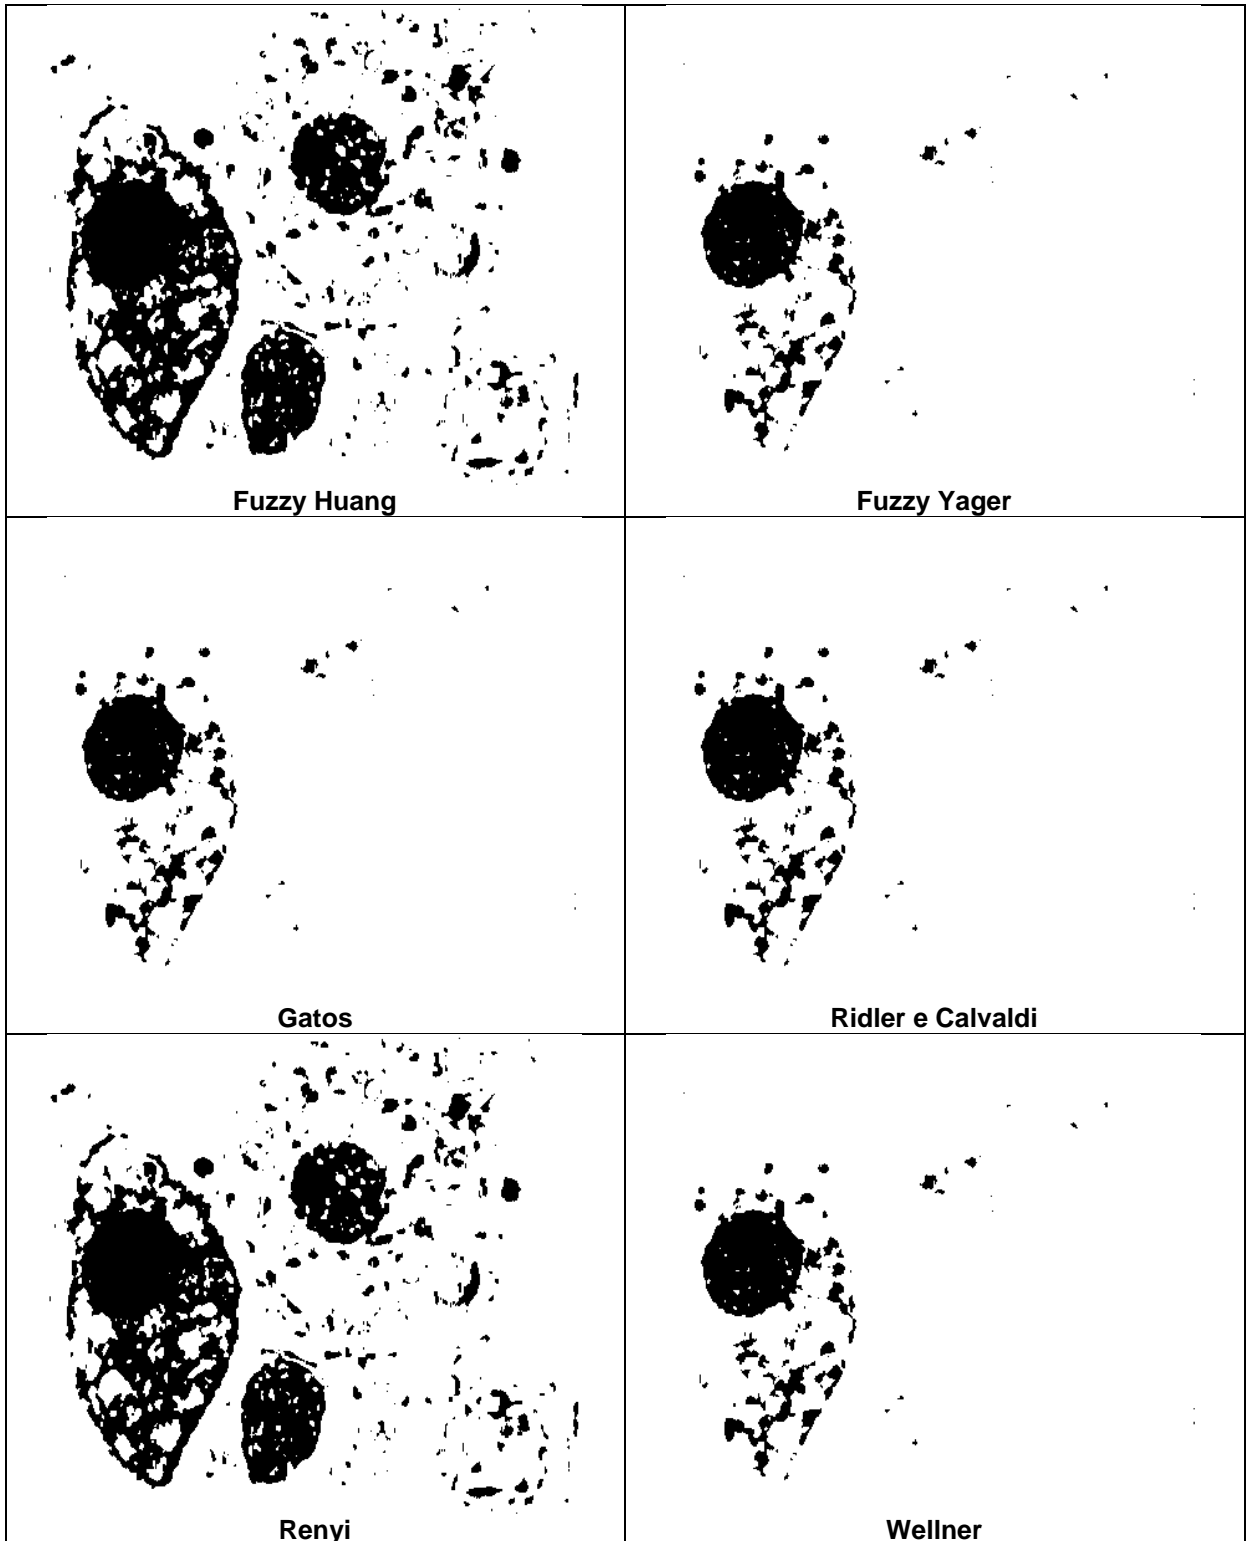 Fuzzy Huang
Fuzzy Yager
Gatos
Ridler e Calvaldi
Renyi
Wellner